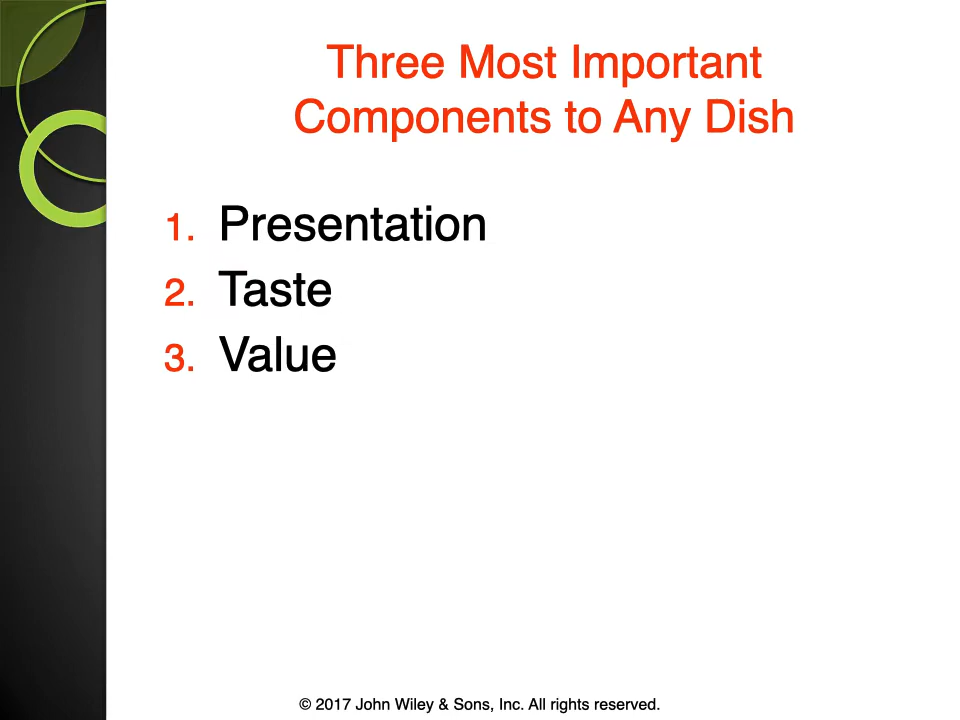 Three Most Important
Components to Any Dish
1. Presentation
2. Taste
3. Value
© 2017 John Wiley & Sons, Inc. All rights reserved.